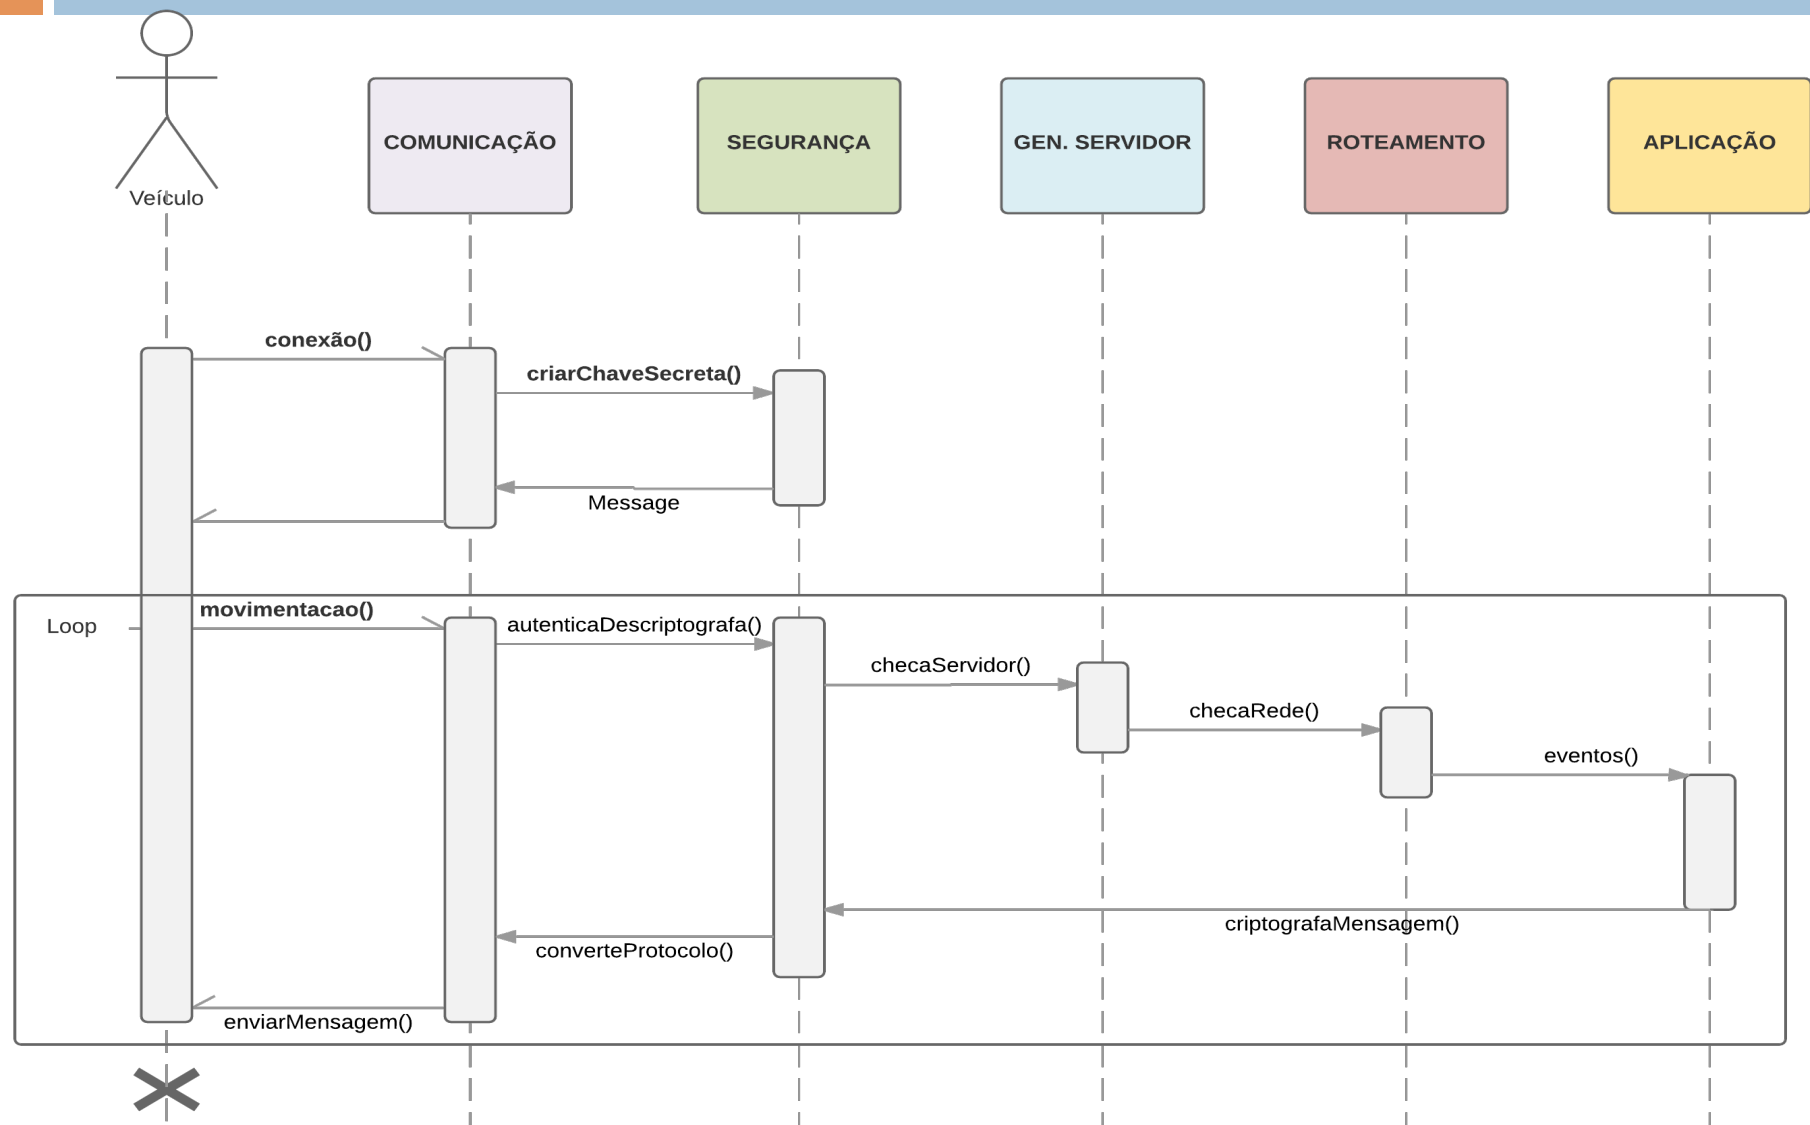 COMUNICAÇÃO
SEGURANÇA
GEN. SERVIDOR
ROTEAMENTO
APLICAÇÃO
Veículo
conexão()
criarChaveSecreta()
Message
Loop
movimentacao()
autenticaDescriptografa()
checaServidor()
checaRede()
eventos()
criptografaMensagem()
converteProtocolo()
enviarMensagem()